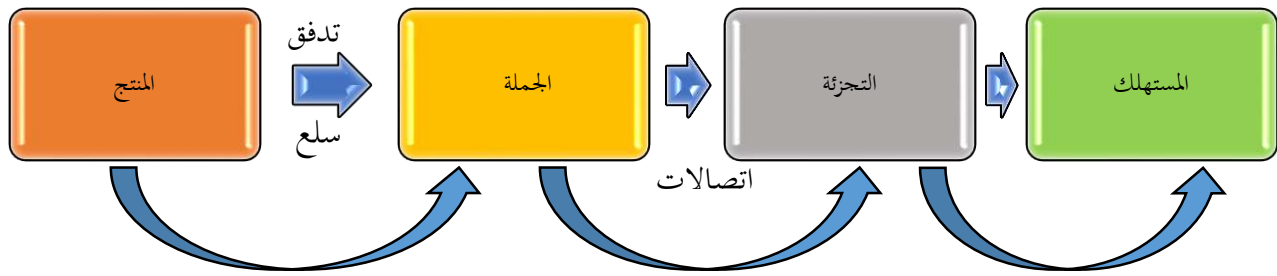 المنتج
تدفق
سلع
الجملة
التجزئة
المستهلك
اتصالات